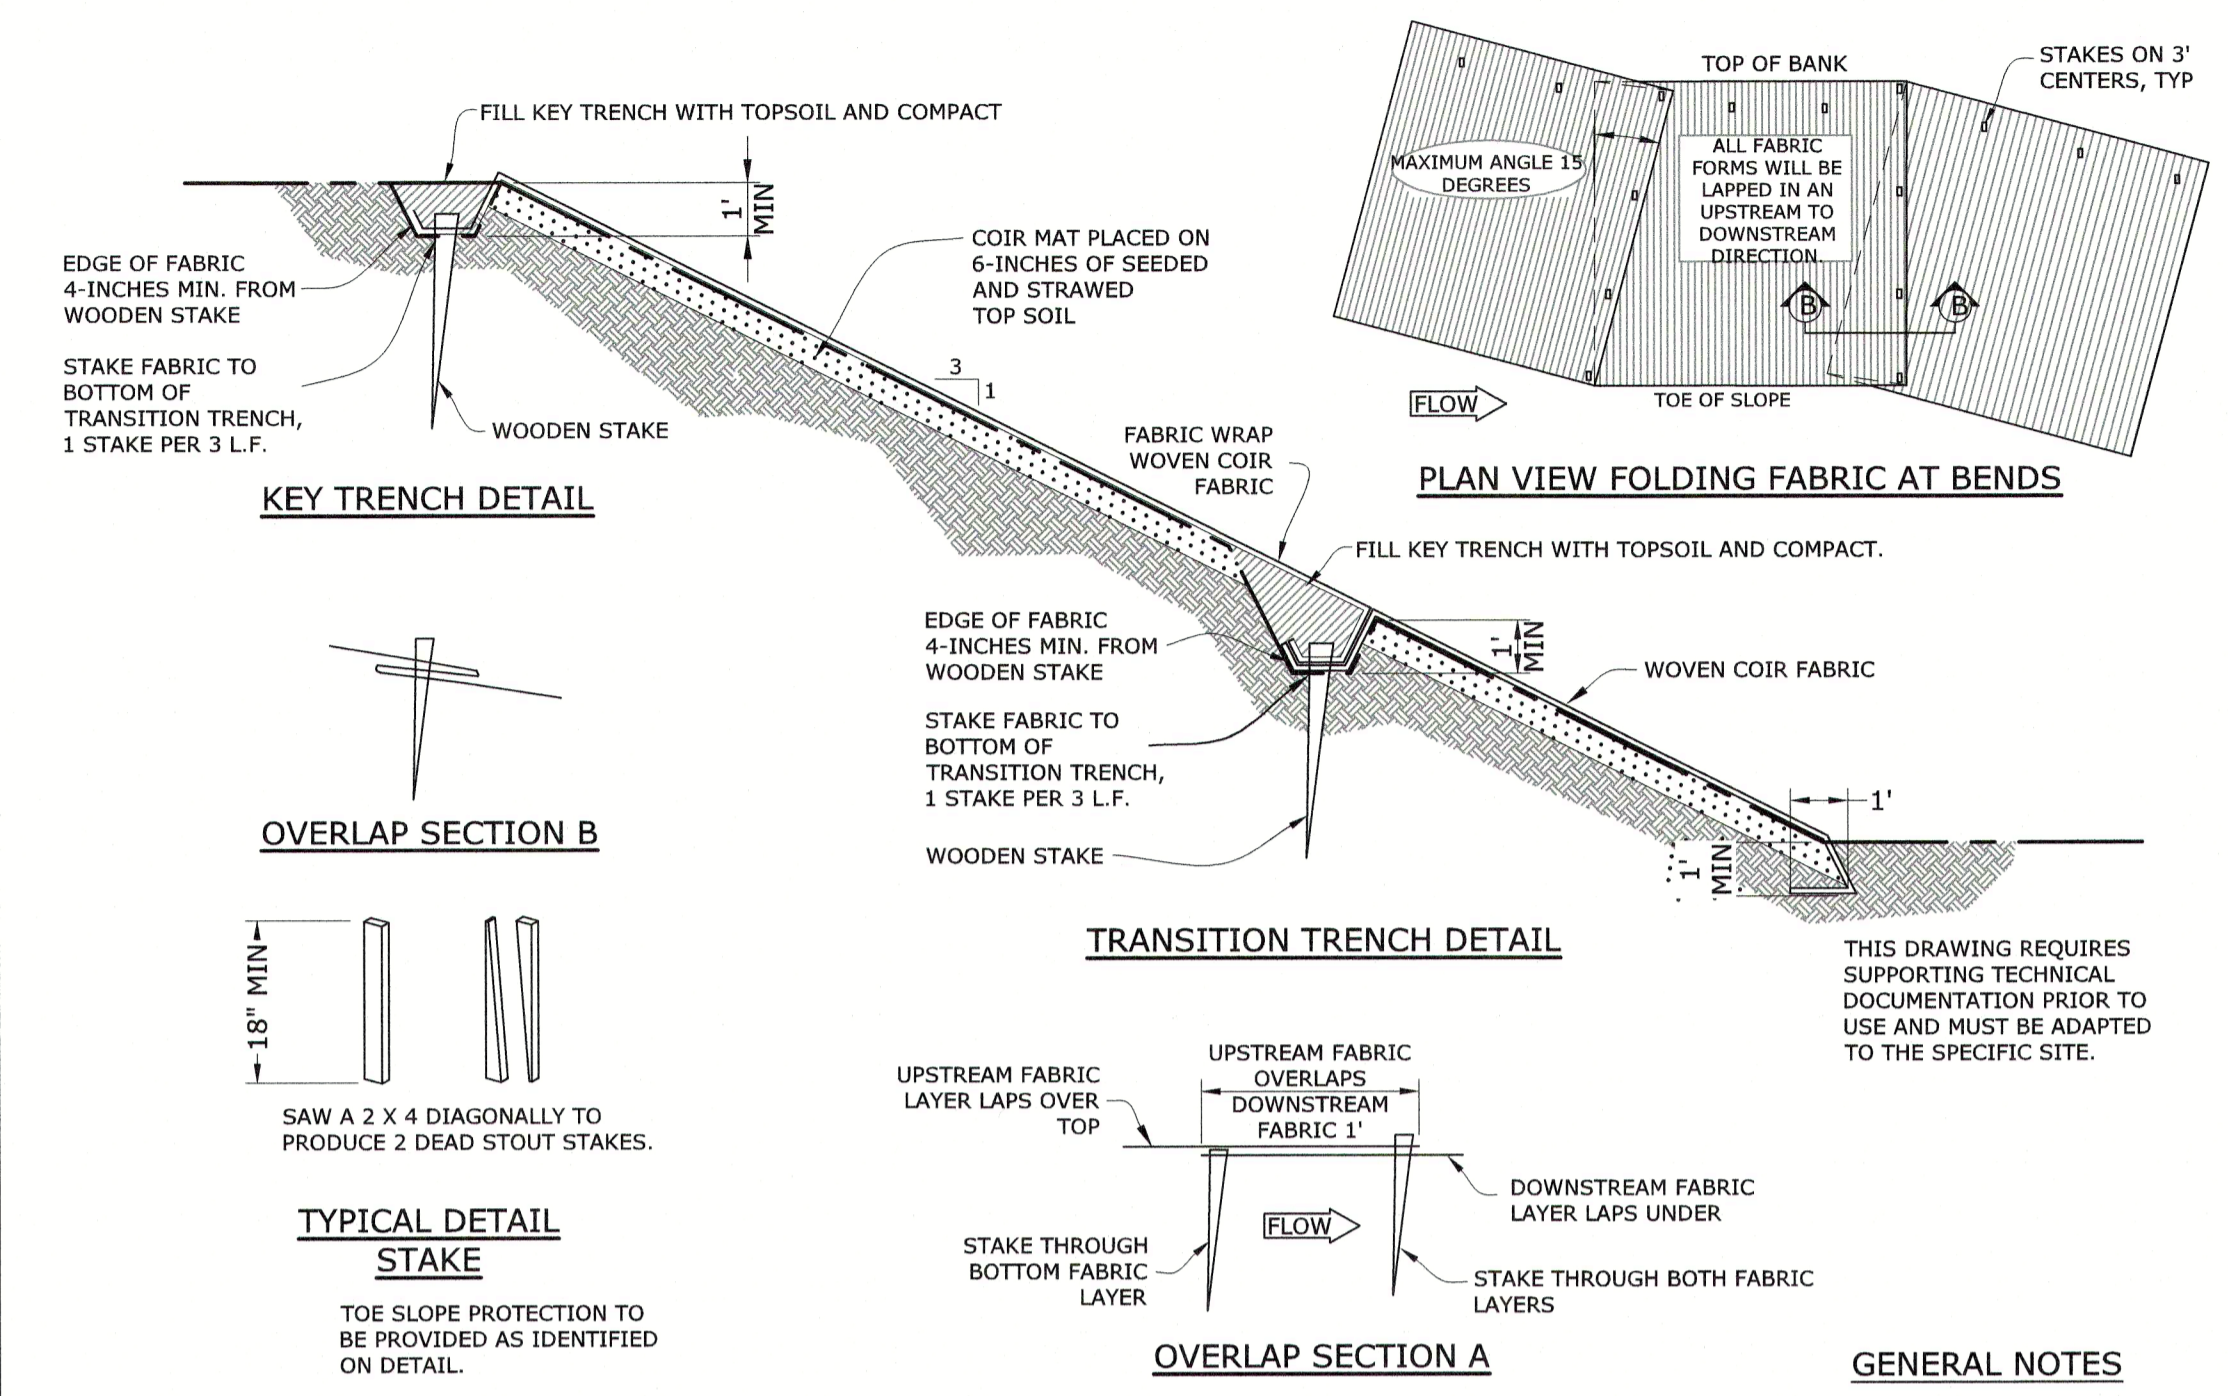 FILL KEY TRENCH WITH TOPSOIL AND COMPACT
1'
MIN
EDGE OF FABRIC
4-INCHES MIN. FROM
WOODEN STAKE
STAKE FABRIC TO
BOTTOM OF
TRANSITION TRENCH,
1 STAKE PER 3 L.F.
WOODEN STAKE
KEY TRENCH DETAIL
COIR MAT PLACED ON
6-INCHES OF SEEDED
AND STRAWED
TOP SOIL
3
1
TOP OF BANK
STAKES ON 3'
CENTERS, TYP
MAXIMUM ANGLE 15
DEGREES
ALL FABRIC
FORMS WILL BE
LAPPED IN AN
UPSTREAM TO
DOWNSTREAM
DIRECTION.
B
B
FLOW
TOE OF SLOPE
PLAN VIEW FOLDING FABRIC AT BENDS
FABRIC WRAP
WOVEN COIR
FABRIC
FILL KEY TRENCH WITH TOPSOIL AND COMPACT.
EDGE OF FABRIC
4-INCHES MIN. FROM
WOODEN STAKE
1'
MIN
WOVEN COIR FABRIC
STAKE FABRIC TO
BOTTOM OF
TRANSITION TRENCH,
1 STAKE PER 3 L.F.
WOODEN STAKE
1'
1'
MIN
TRANSITION TRENCH DETAIL
OVERLAP SECTION B
18" MIN
SAW A 2 X 4 DIAGONALLY TO
PRODUCE 2 DEAD STOUT STAKES.
TYPICAL DETAIL
STAKE
TOE SLOPE PROTECTION TO
BE PROVIDED AS IDENTIFIED
ON DETAIL.
THIS DRAWING REQUIRES
SUPPORTING TECHNICAL
DOCUMENTATION PRIOR TO
USE AND MUST BE ADAPTED
TO THE SPECIFIC SITE.
UPSTREAM FABRIC
LAYER LAPS OVER
TOP
UPSTREAM FABRIC
OVERLAPS
DOWNSTREAM
FABRIC 1'
DOWNSTREAM FABRIC
LAYER LAPS UNDER
FLOW
STAKE THROUGH
BOTTOM FABRIC
LAYER
STAKE THROUGH BOTH FABRIC
LAYERS
OVERLAP SECTION A
GENERAL NOTES